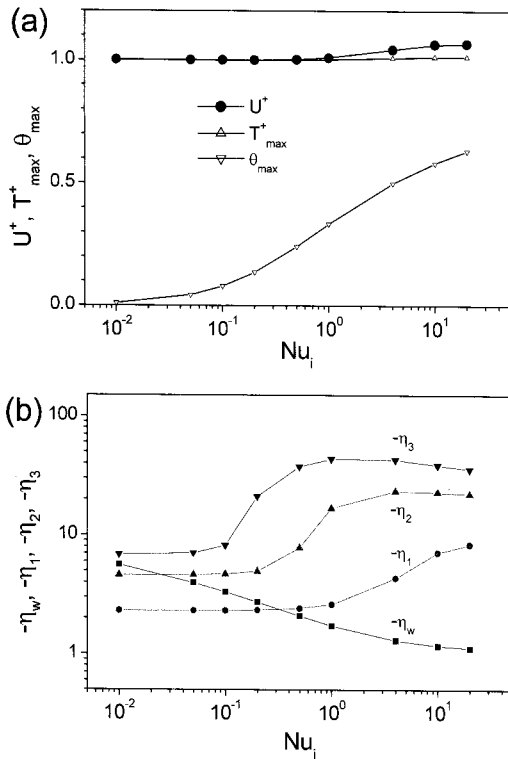 (a)
1.0
0.5
0.0
U⁺, T⁺max, θmax
U⁺
T⁺max
θmax
10⁻² 10⁻¹ 10⁰ 10¹
Nuᵢ
(b)
100
10
1
-ηw, -η₁, -η₂, -η₃
-η₃
-η₂
-η₁
-ηw
10⁻² 10⁻¹ 10⁰ 10¹
Nuᵢ